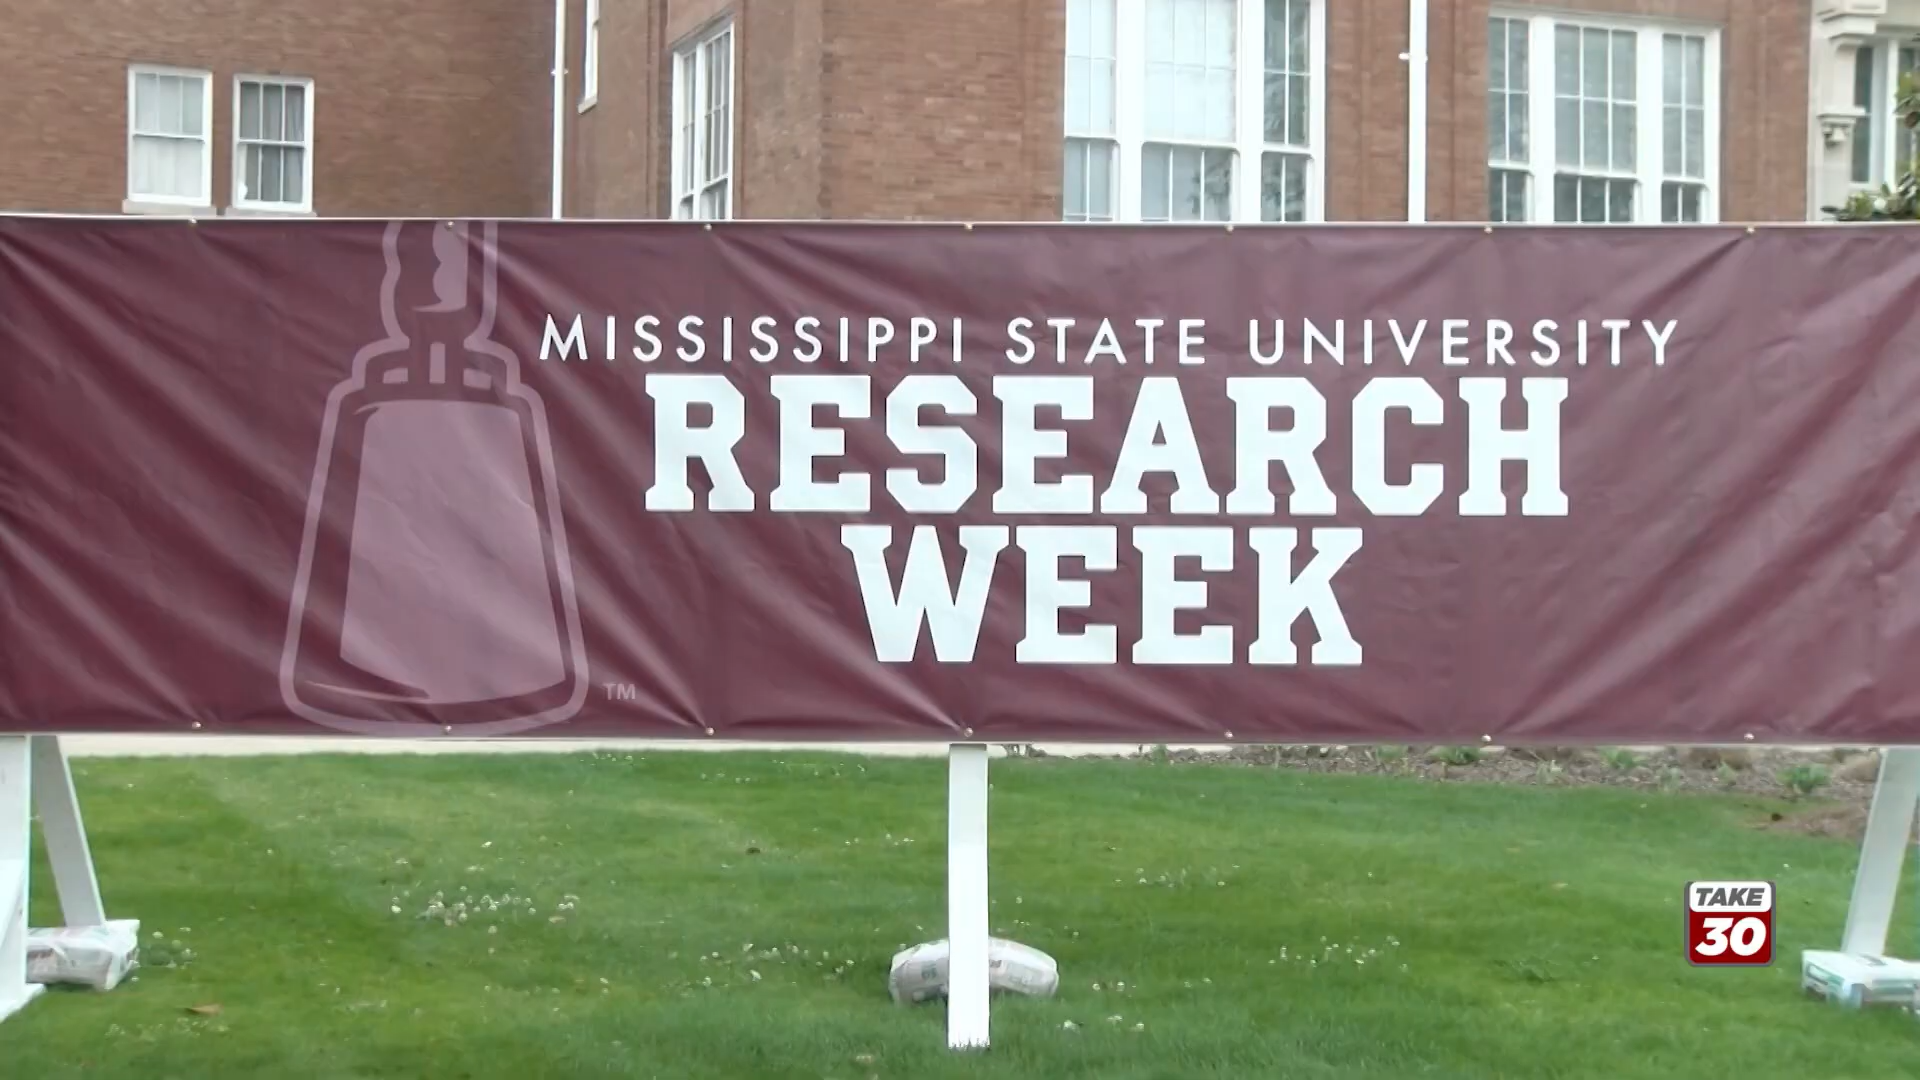 MISSISSIPPI STATE UNIVERSITY
RESEARCH
WEEK
TM
TAKE
30